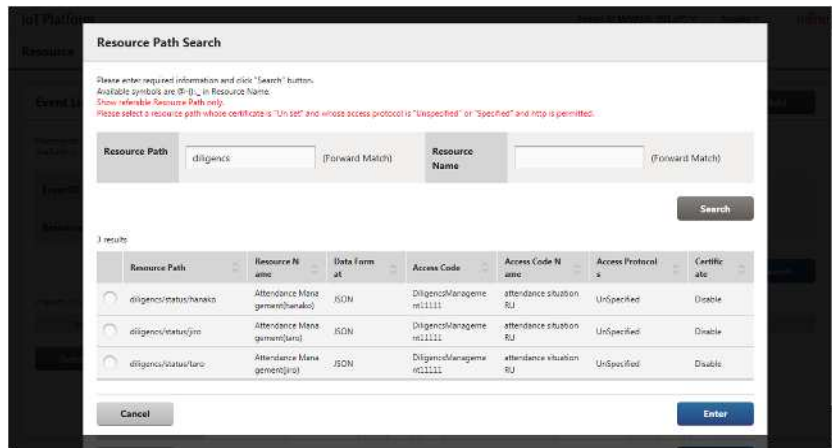 IoT Platform
Resource
Resource Path Search
Please enter required information and click "Search" button.
Available symbols are @-():,_ in Resource Name.
Show referable Resource Path only.
Please select a resource path whose certificate is "Un set" and whose access protocol is "Unspecified" or "Specified" and http is permitted.
Resource Path diligencs (Forward Match) Resource Name (Forward Match)
Search
3 results
Resource Path Resource N ame Data Form at Access Code Access Code N ame Access Protocol s Certific ate
diligencs/status/hanako Attendance Mana gement(hanako) JSON DiligencsManageme nt11111 attendance situation RU UnSpecified Disable
diligencs/status/jiro Attendance Mana gement(taro) JSON DiligencsManageme nt11111 attendance situation RU UnSpecified Disable
diligencs/status/taro Attendance Mana gement(jiro) JSON DiligencsManageme nt11111 attendance situation RU UnSpecified Disable
Cancel Enter